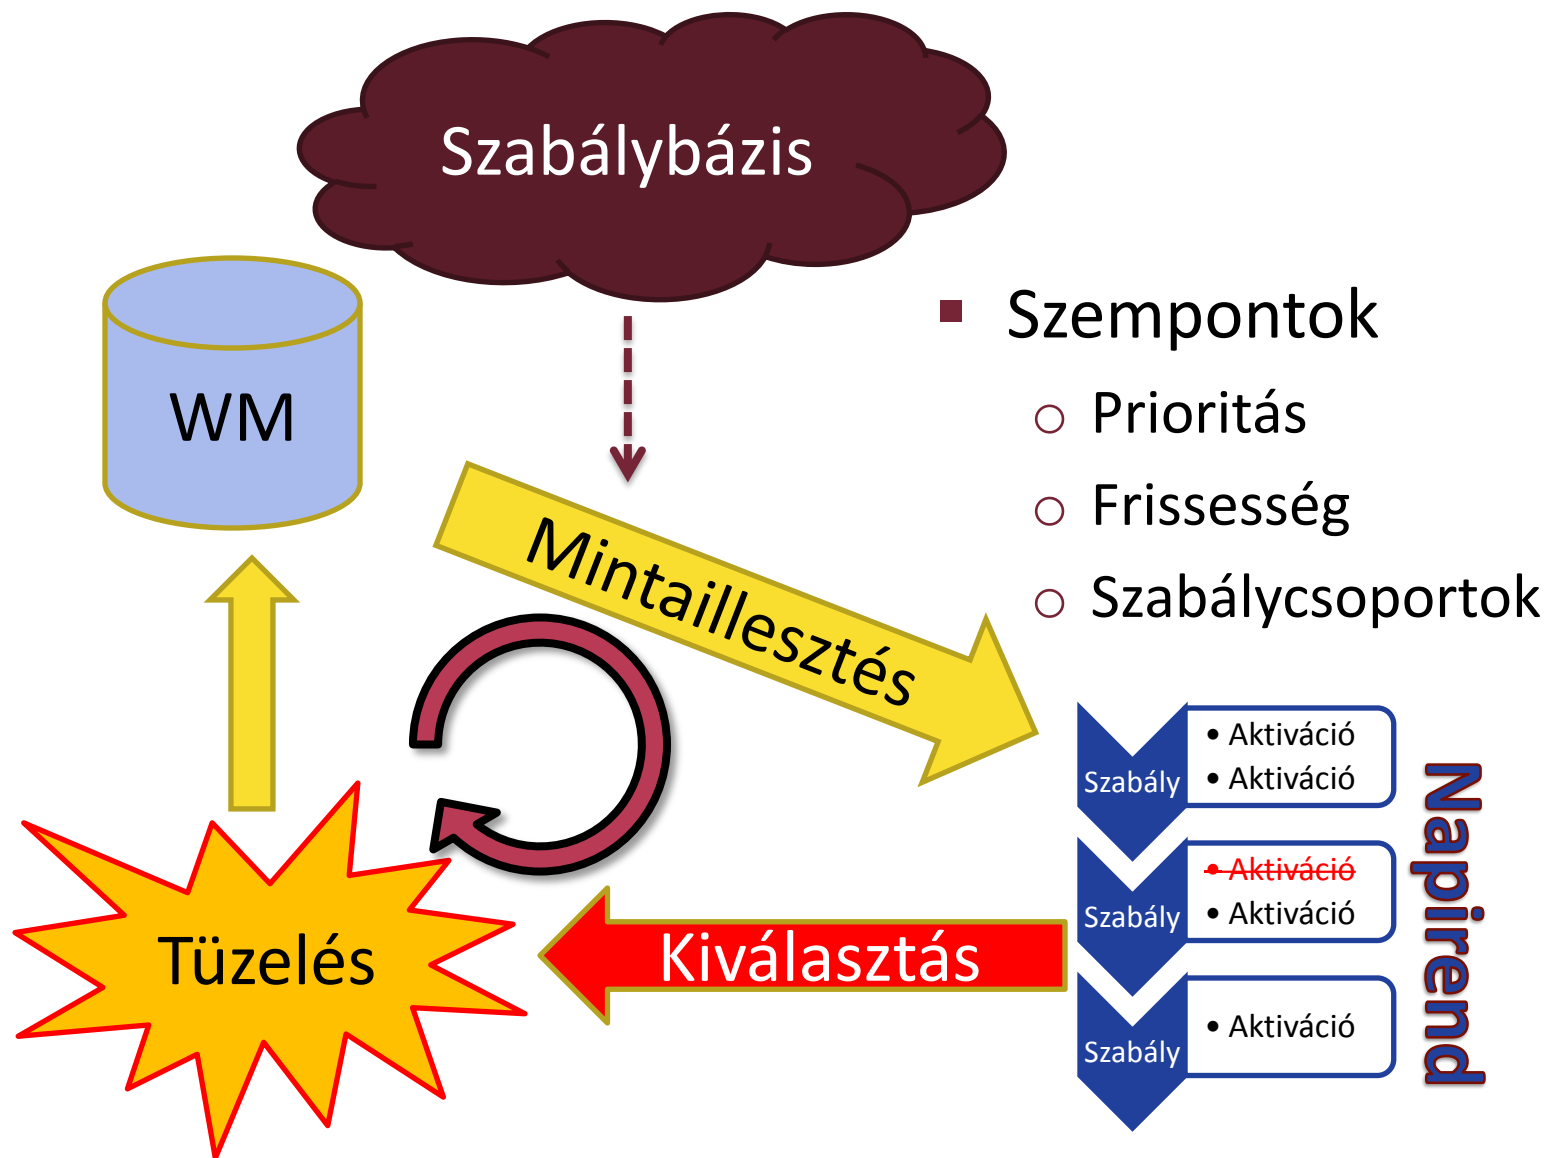 Szabálybázis
WM
Szempontok
Prioritás
Frissesség
Szabálycsoportok
Mintaillesztés
Szabály
• Aktiváció
• Aktiváció
Szabály
• Aktiváció
• Aktiváció
Szabály
• Aktiváció
Napirend
Kiválasztás
Tüzelés